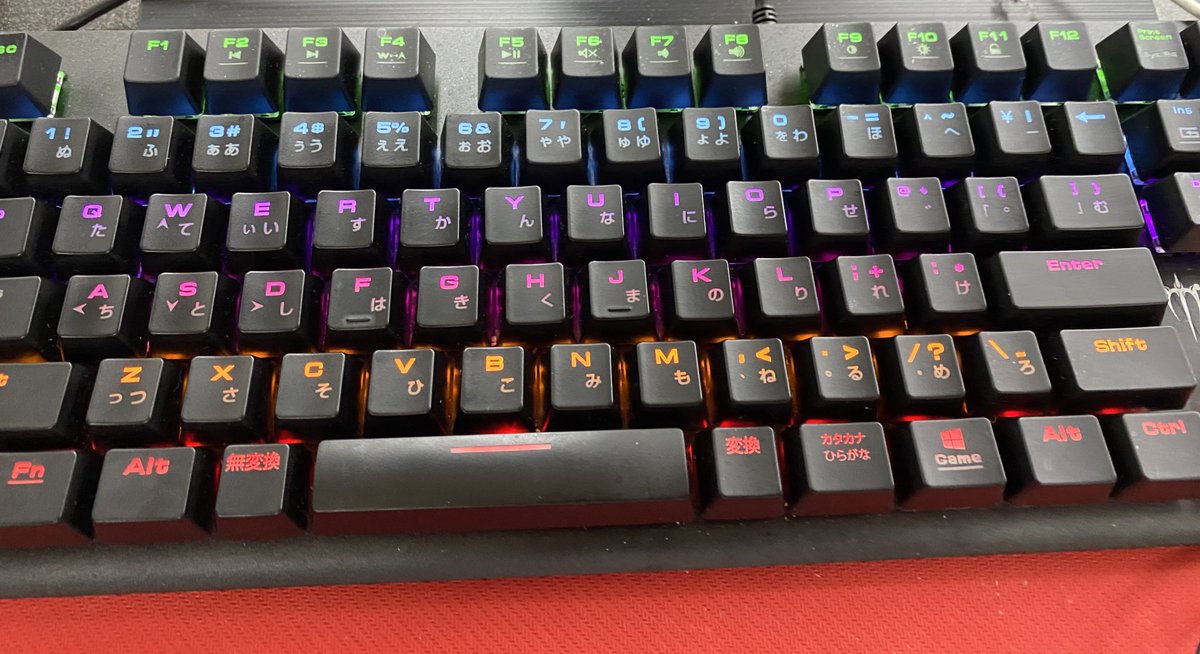 F1 F2 F3 F4 F5 F6 F7 F8 F9 F10 F11 F12 Print Screen
W↔A
1 ! ぬ 2 " ふ 3 # ぁ あ 4 $ ぅ う 5 % ぇ え 6 & ぉ お 7 ' ゃ や 8 ( ゅ ゆ 9 ) ょ よ 0 を わ - = ほ ^ ~ へ ¥ | ー ← Ins
Q た W て E ぃ い R す T か Y ん U な I に O ら P せ @ ` ゛ [ { 「 ゜ ] } 」 む
A ち S と D し F は G き H く J ま K の L り ; + れ : * け Enter
Z っ つ X さ C そ V ひ B こ N み M も , < 、 ね . > 。 る / ? ・ め \ _ ろ Shift
Fn Alt 無変換 変換 カタカナ ひらがな Game Alt Ctrl